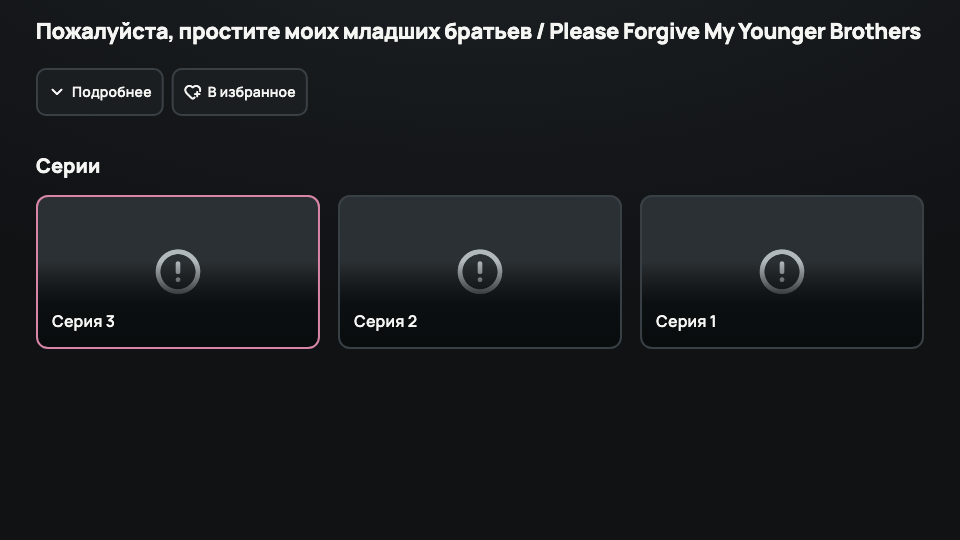 Пожалуйста, простите моих младших братьев / Please Forgive My Younger Brothers
Подробнее
В избранное
Серии
Серия 3
Серия 2
Серия 1